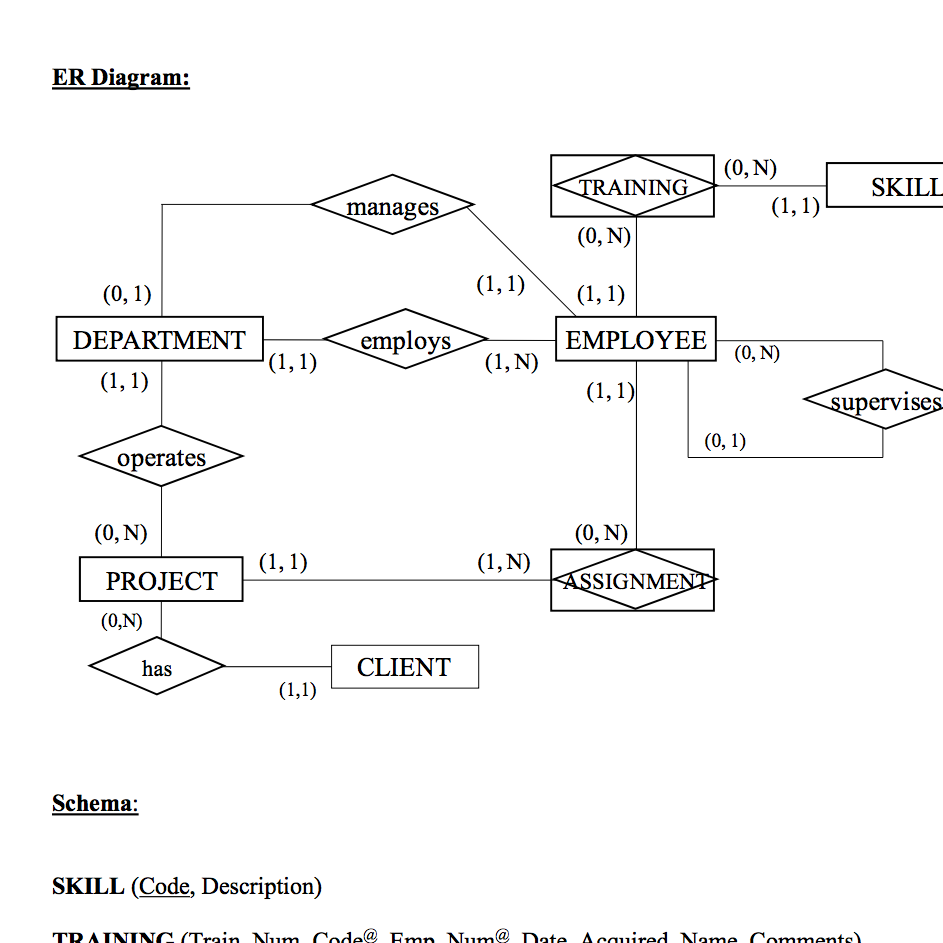 ER Diagram:
TRAINING
(0, N)
SKILL
(1, 1)
manages
(0, N)
(1, 1)
(0, 1)
(1, 1)
DEPARTMENT
employs
EMPLOYEE
(0, N)
(1, 1)
(1, N)
(1, 1)
(1, 1)
supervises
(0, 1)
operates
(0, N)
(0, N)
(1, 1)
(1, N)
PROJECT
ASSIGNMENT
(0,N)
has
CLIENT
(1,1)
Schema:
SKILL (Code, Description)
TRAINING (Train_Num, Code@, Emp_Num@, Date_Acquired, Name, Comments)